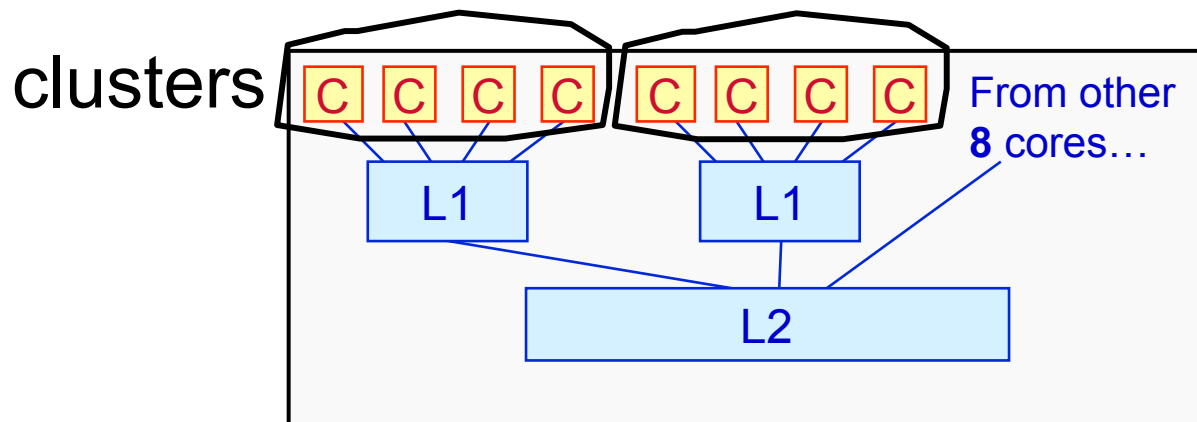 clusters
C C C C C C C C
From other
8 cores…
L1 L1
L2